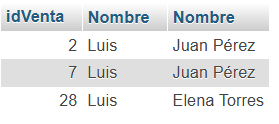 idVenta Nombre Nombre
2 Luis Juan Pérez
7 Luis Juan Pérez
28 Luis Elena Torres